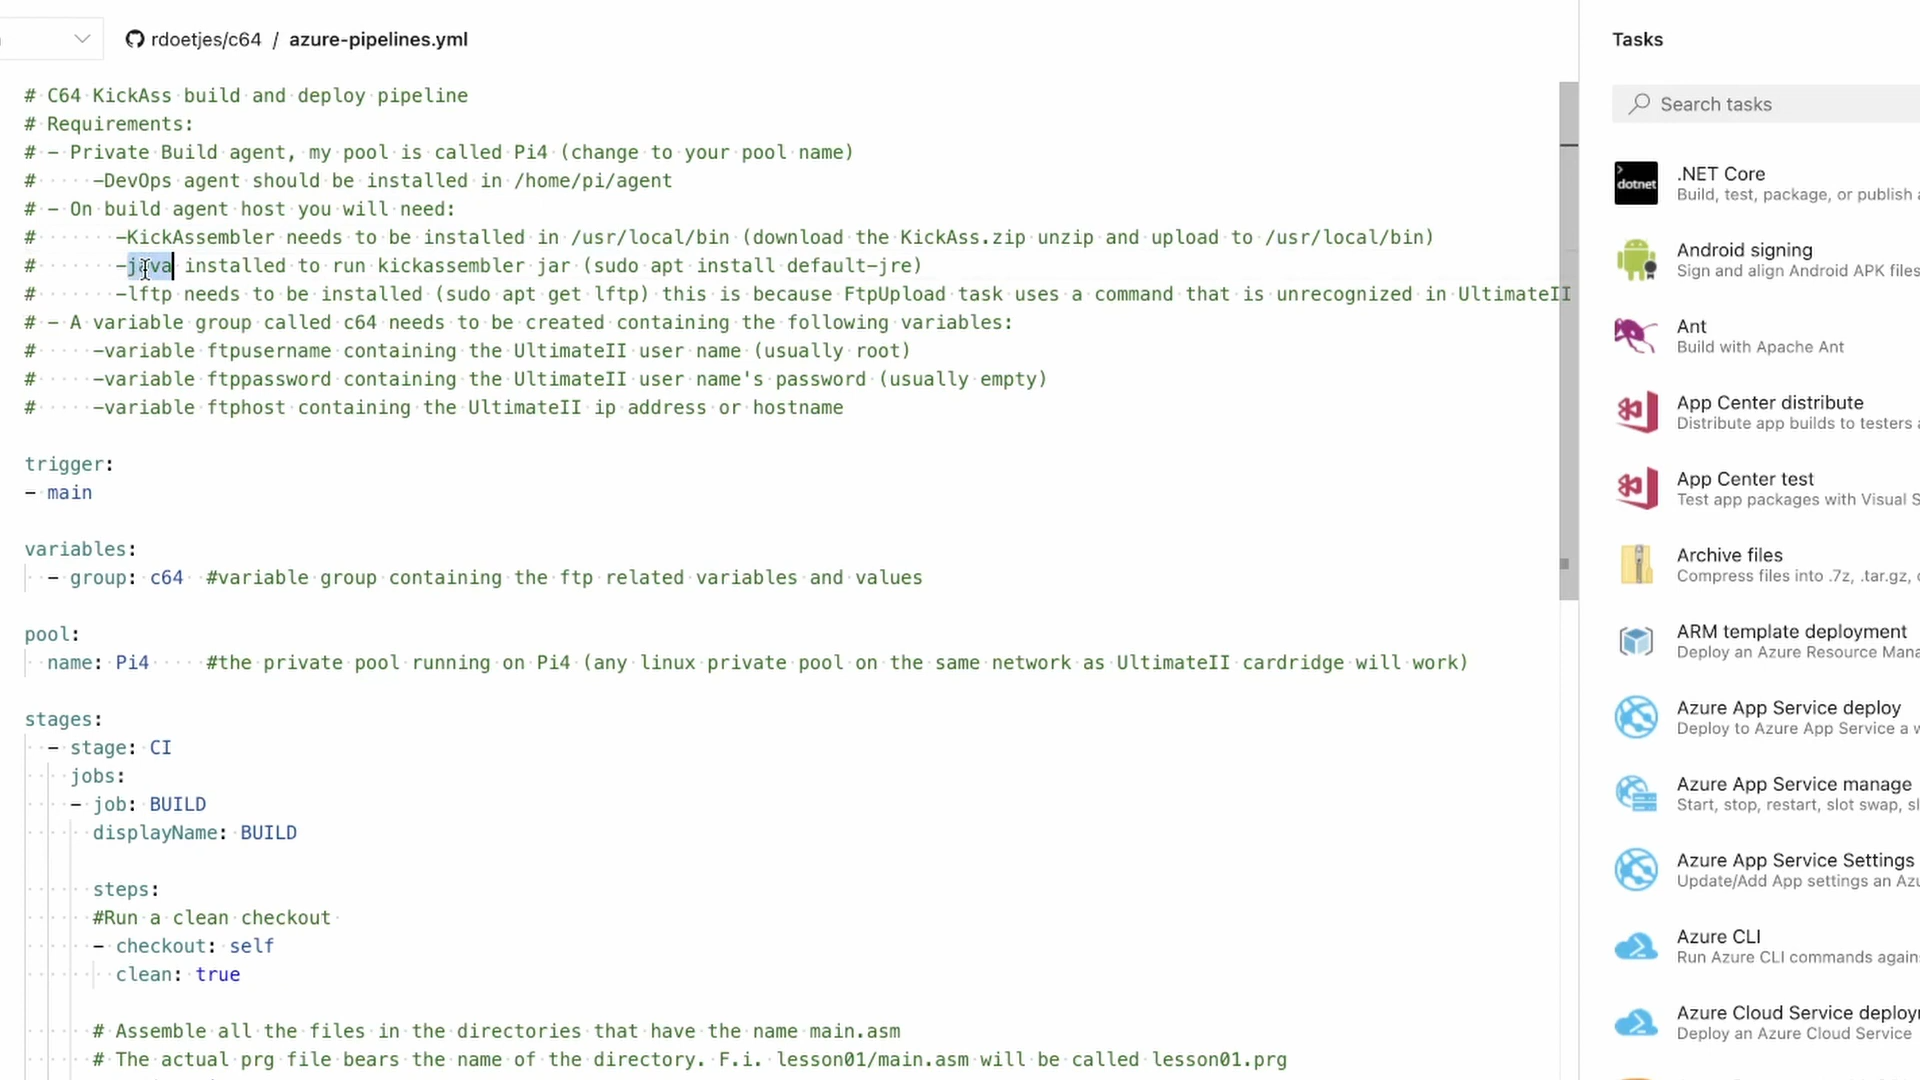 rdoetjes/c64 / azure-pipelines.yml
# C64 KickAss build and deploy pipeline
# Requirements:
# - Private Build agent, my pool is called Pi4 (change to your pool name)
#     -DevOps agent should be installed in /home/pi/agent
# - On build agent host you will need:
#       -KickAssembler needs to be installed in /usr/local/bin (download the KickAss.zip unzip and upload to /usr/local/bin)
#       -java installed to run kickassembler jar (sudo apt install default-jre)
#       -lftp needs to be installed (sudo apt get lftp) this is because FtpUpload task uses a command that is unrecognized in UltimateII
# - A variable group called c64 needs to be created containing the following variables:
#     -variable ftpusername containing the UltimateII user name (usually root)
#     -variable ftppassword containing the UltimateII user name's password (usually empty)
#     -variable ftphost containing the UltimateII ip address or hostname
trigger:
- main
variables:
  - group: c64  #variable group containing the ftp related variables and values
pool:
  name: Pi4     #the private pool running on Pi4 (any linux private pool on the same network as UltimateII cardridge will work)
stages:
  - stage: CI
    jobs:
    - job: BUILD
      displayName: BUILD
      steps:
      #Run a clean checkout
      - checkout: self
        clean: true
      # Assemble all the files in the directories that have the name main.asm
      # The actual prg file bears the name of the directory. F.i. lesson01/main.asm will be called lesson01.prg
Tasks
Search tasks
dotnet
.NET Core
Build, test, package, or publish
Android signing
Sign and align Android APK files
Ant
Build with Apache Ant
App Center distribute
Distribute app builds to testers
App Center test
Test app packages with Visual
Archive files
Compress files into .7z, .tar.gz,
ARM template deployment
Deploy an Azure Resource
Azure App Service deploy
Deploy to Azure App Service a
Azure App Service manage
Start, stop, restart, slot swap,
Azure App Service Settings
Update/Add App settings an
Azure CLI
Run Azure CLI commands
Azure Cloud Service
Deploy an Azure Cloud Service